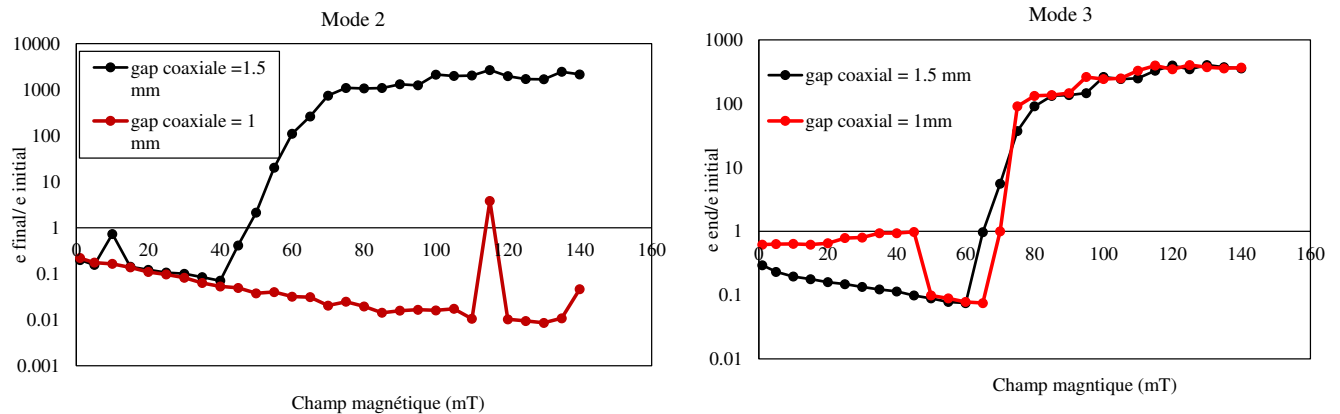 Mode 2
10000
1000
100
10
1
0.1
0.01
0.001
e final/ e initial
gap coaxiale =1.5
mm
gap coaxiale = 1
mm
0 20 40 60 80 100 120 140 160
Champ magnétique (mT)
Mode 3
1000
100
10
1
0.1
0.01
e end/e initial
gap coaxial = 1.5 mm
gap coaxial = 1mm
0 20 40 60 80 100 120 140 160
Champ magntique (mT)